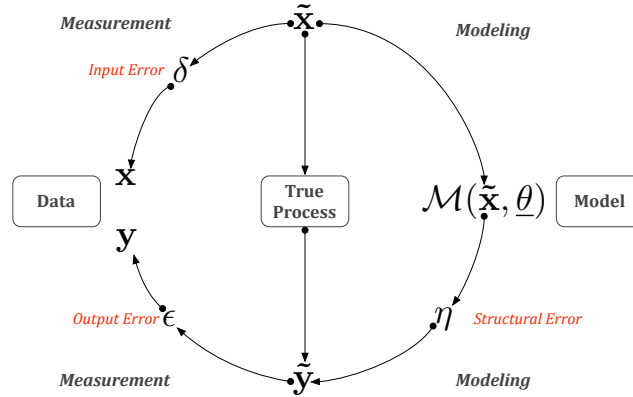 Measurement
x̃
Modeling
Input Error
δ
x
Data
True
Process
ℳ(x̃, θ̲)
Model
y
Output Error
ϵ
η
Structural Error
Measurement
ỹ
Modeling